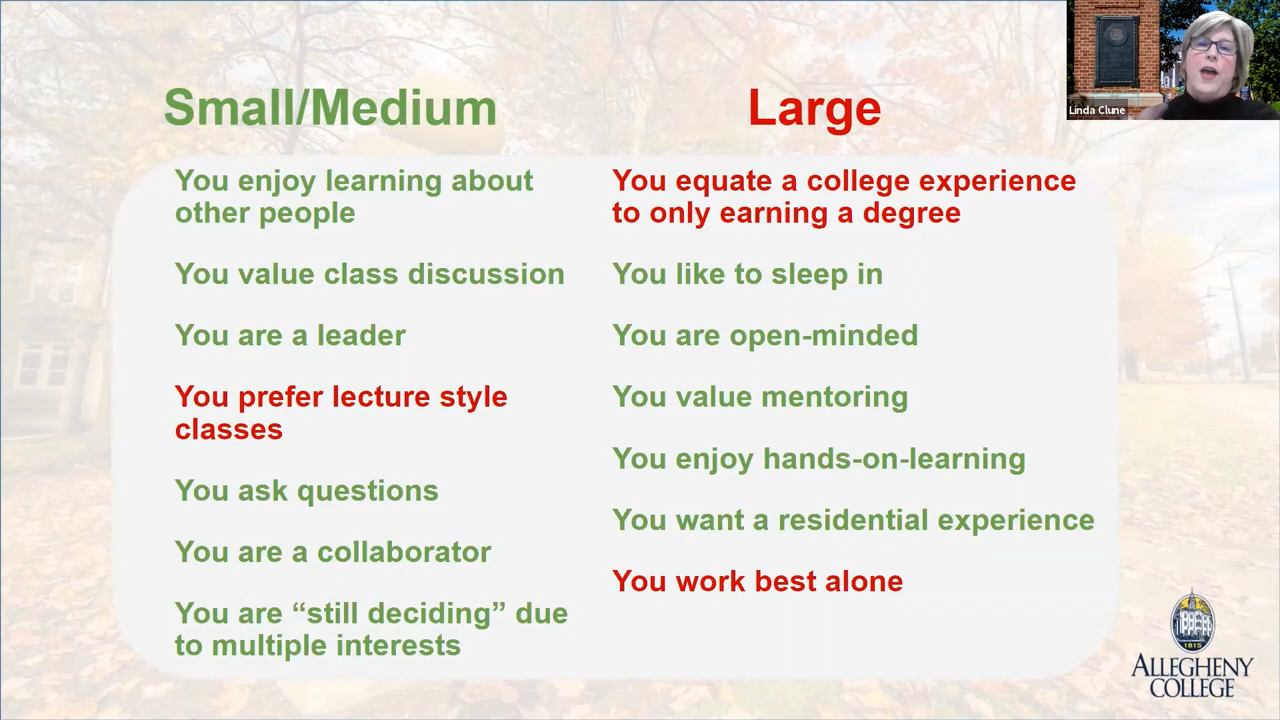 Small/Medium
You enjoy learning about
other people
You value class discussion
You are a leader
You prefer lecture style
classes
You ask questions
You are a collaborator
You are “still deciding” due
to multiple interests
Large
You equate a college experience
to only earning a degree
You like to sleep in
You are open-minded
You value mentoring
You enjoy hands-on-learning
You want a residential experience
You work best alone
Linda Clune
1815
ALLEGHENY
COLLEGE